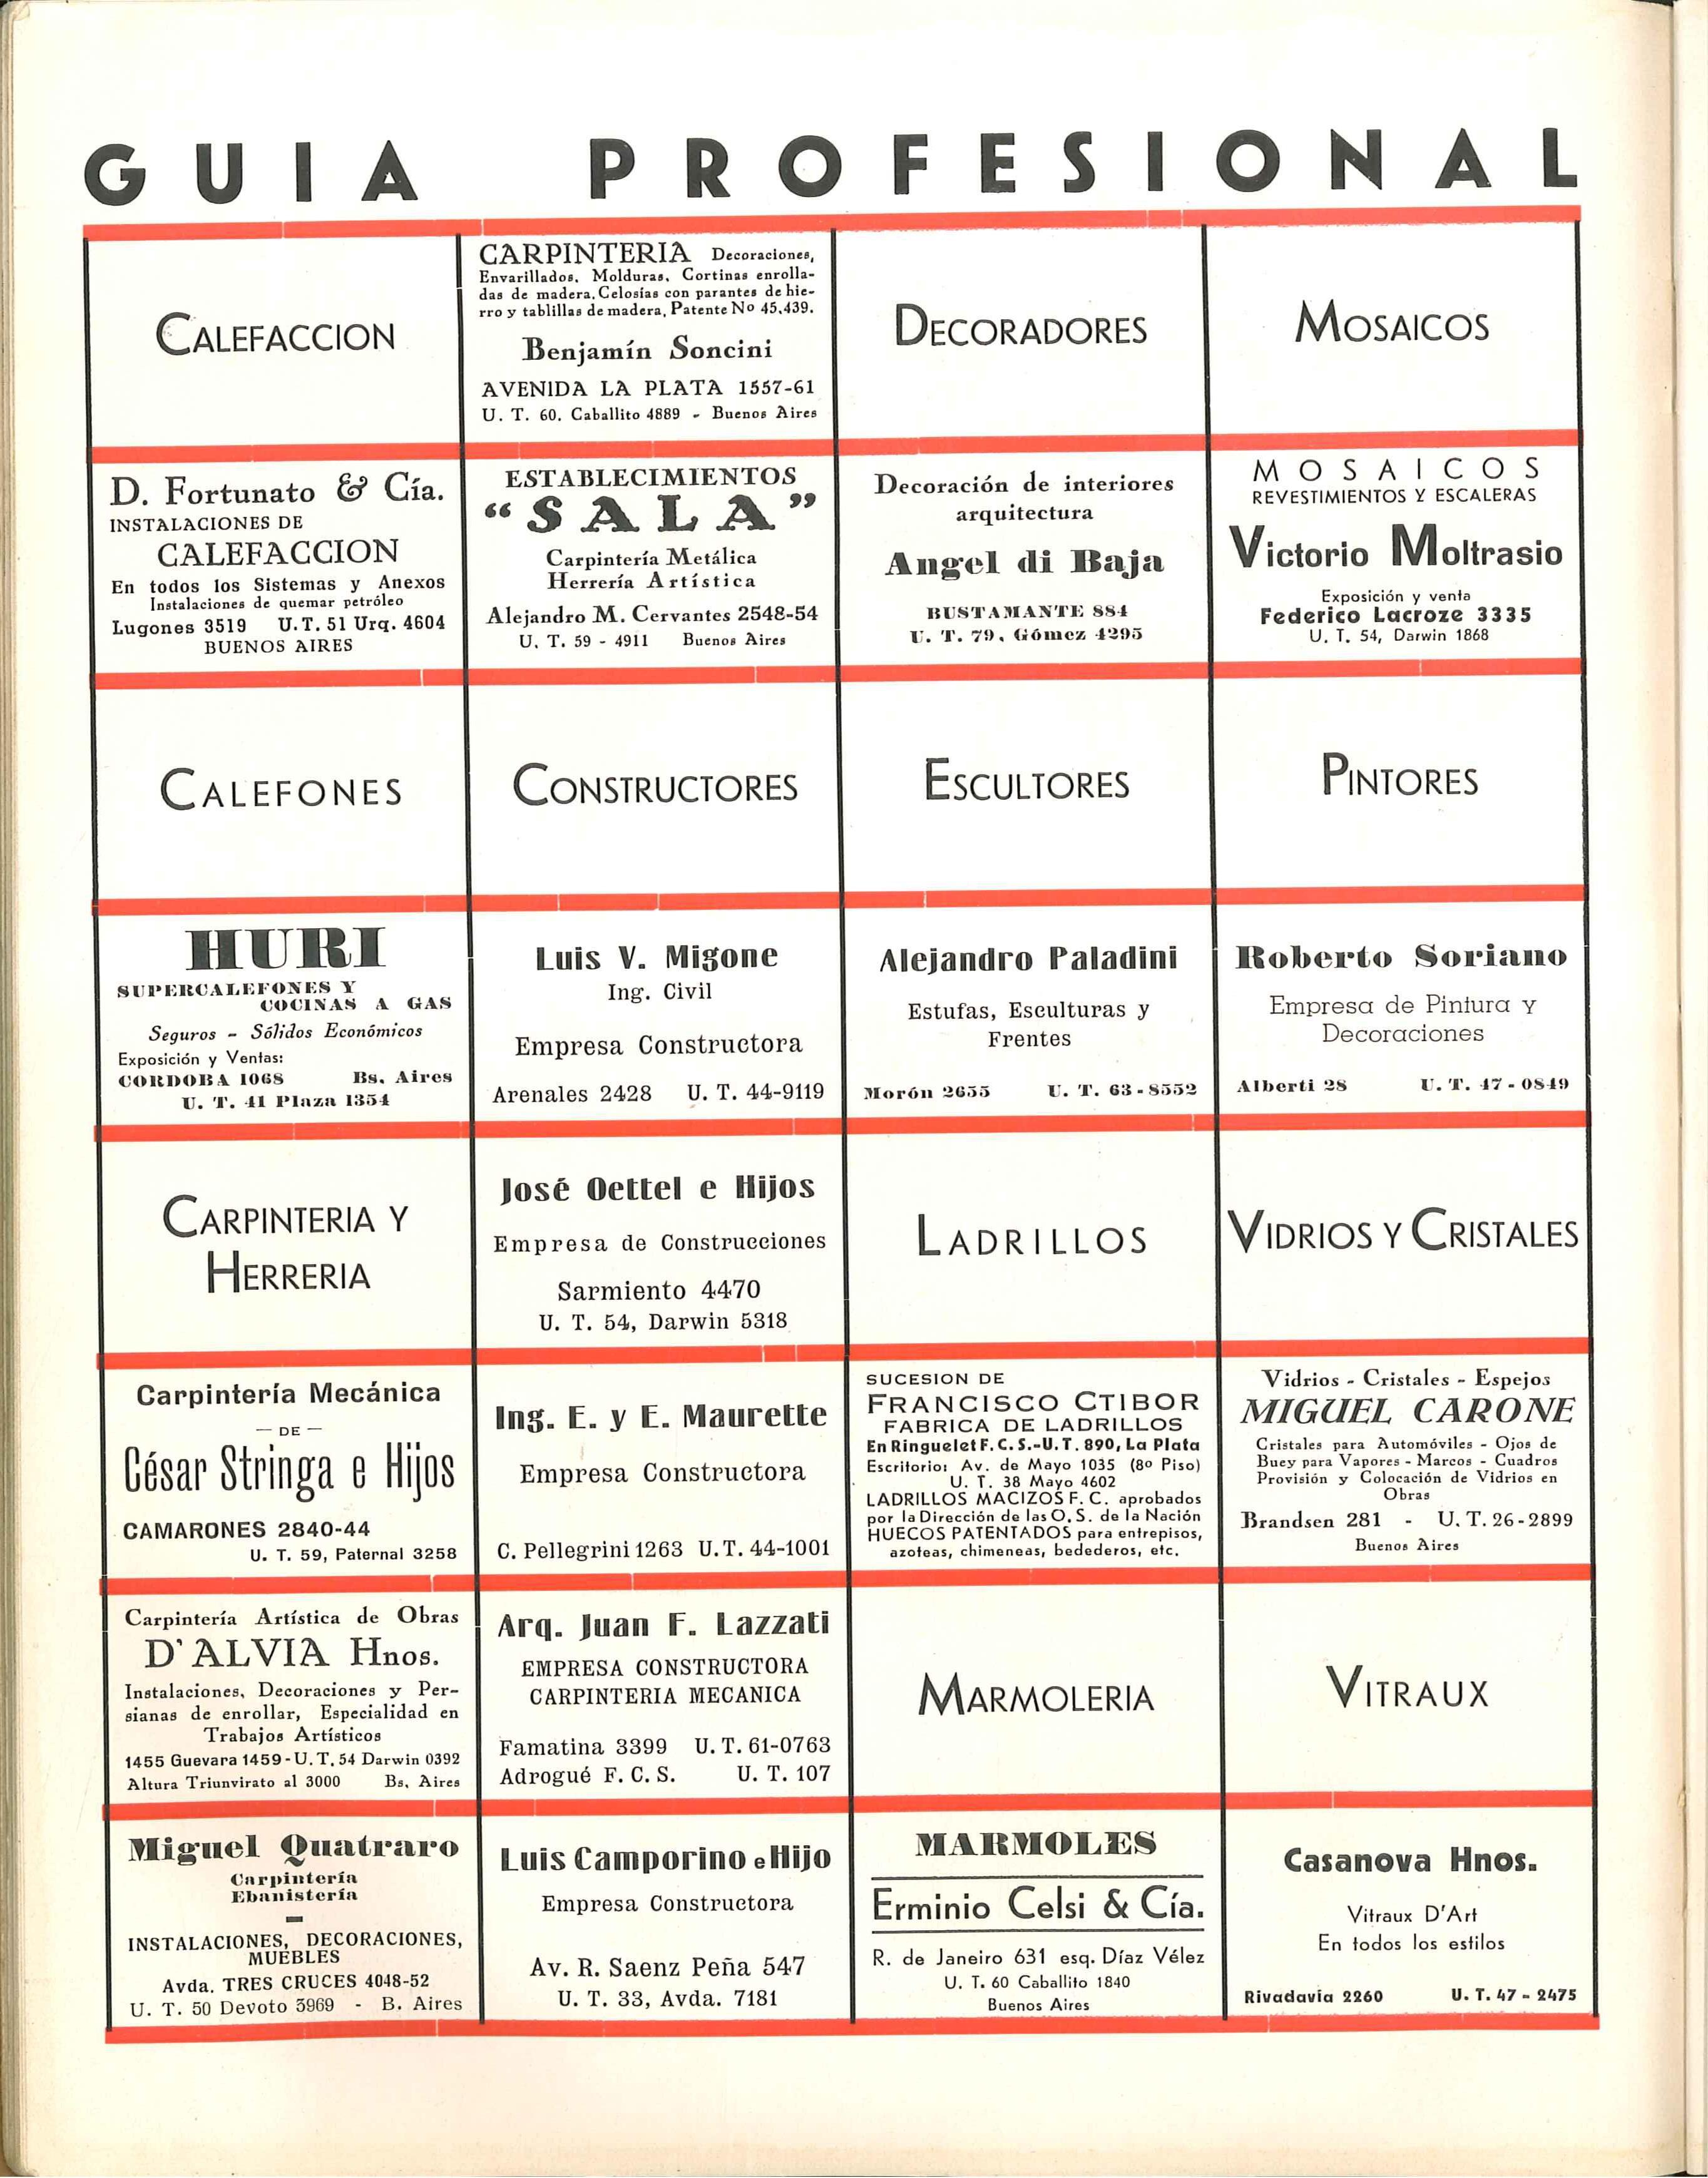 GUIA PROFESIONAL
CALEFACCION
D. Fortunato & Cía.
INSTALACIONES DE
CALEFACCION
En todos los Sistemas y Anexos
Instalaciones de quemar petróleo
Lugones 3519 U. T. 51 Urq. 4604
BUENOS AIRES
CALEFONES
HURI
SUPERCALEFONES Y
COCINAS A GAS
Seguros - Sólidos Económicos
Exposición y Ventas:
CORDOBA 1068 Bs. Aires
U. T. 41 Plaza 1354
CARPINTERIA Y
HERRERIA
Carpintería Mecánica
— DE —
César Stringa e Hijos
CAMARONES 2840-44
U. T. 59, Paternal 3258
Carpintería Artística de Obras
D'ALVIA Hnos.
Instalaciones, Decoraciones y Per-
sianas de enrollar, Especialidad en
Trabajos Artísticos
1455 Guevara 1459 - U. T. 54 Darwin 0392
Altura Triunvirato al 3000 Bs. Aires
Miguel Quatraro
Carpintería
Ebanistería
INSTALACIONES, DECORACIONES,
MUEBLES
Avda. TRES CRUCES 4048-52
U. T. 50 Devoto 3969 - B. Aires
CARPINTERIA Decoraciones,
Envarillados, Molduras, Cortinas enrolla-
das de madera. Celosías con parantes de hie-
rro y tablillas de madera, Patente No 45.439.
Benjamín Soncini
AVENIDA LA PLATA 1557-61
U. T. 60. Caballito 4889 - Buenos Aires
ESTABLECIMIENTOS
"SALA"
Carpintería Metálica
Herrería Artística
Alejandro M. Cervantes 2548-54
U. T. 59 - 4911 Buenos Aires
CONSTRUCTORES
Luis V. Migone
Ing. Civil
Empresa Constructora
Arenales 2428 U. T. 44-9119
José Oettel e Hijos
Empresa de Construcciones
Sarmiento 4470
U. T. 54, Darwin 5318
Ing. E. y E. Maurette
Empresa Constructora
C. Pellegrini 1263 U. T. 44-1001
Arq. Juan F. Lazzati
EMPRESA CONSTRUCTORA
CARPINTERIA MECANICA
Famatina 3399 U. T. 61-0763
Adrogué F. C. S. U. T. 107
Luis Camporino e Hijo
Empresa Constructora
Av. R. Saenz Peña 547
U. T. 33, Avda. 7181
DECORADORES
Decoración de interiores
arquitectura
Angel di Baja
BUSTAMANTE 884
U. T. 79, Gómez 4295
ESCULTORES
Alejandro Paladini
Estufas, Esculturas y
Frentes
Morón 2655 U. T. 63-8552
LADRILLOS
SUCESION DE
FRANCISCO CTIBOR
FABRICA DE LADRILLOS
En Ringuelet F. C. S.-U. T. 890, La Plata
Escritorio: Av. de Mayo 1035 (8º Piso)
U. T. 38 Mayo 4602
LADRILLOS MACIZOS F. C. aprobados
por la Dirección de las O. S. de la Nación
HUECOS PATENTADOS para entrepisos,
azoteas, chimeneas, bebederos, etc.
MARMOLERIA
MARMOLES
Erminio Celsi & Cía.
R. de Janeiro 631 esq. Díaz Vélez
U. T. 60 Caballito 1840
Buenos Aires
MOSAICOS
MOSAICOS
REVESTIMIENTOS Y ESCALERAS
Victorio Moltrasio
Exposición y venta
Federico Lacroze 3335
U. T. 54, Darwin 1868
PINTORES
Roberto Soriano
Empresa de Pintura y
Decoraciones
Alberti 28 U. T. 47-0849
VIDRIOS Y CRISTALES
Vidrios - Cristales - Espejos
MIGUEL CARONE
Cristales para Automóviles - Ojos de
Buey para Vapores - Marcos - Cuadros
Provisión y Colocación de Vidrios en
Obras
Brandsen 281 - U. T. 26-2899
Buenos Aires
VITRAUX
Casanova Hnos.
Vitraux D'Art
En todos los estilos
Rivadavia 2260 U. T. 47 - 2475